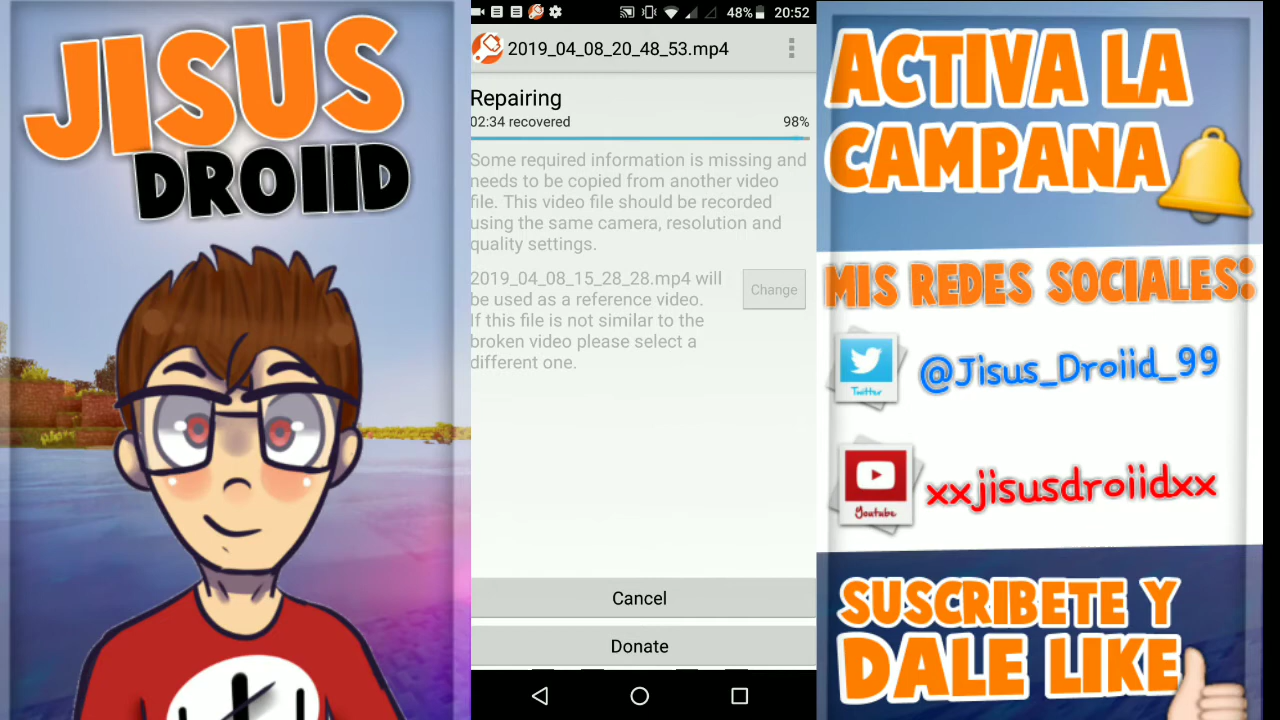 JISUS
DROIID
48% 20:52
2019_04_08_20_48_53.mp4
Repairing
02:34 recovered 98%
Some required information is missing and
needs to be copied from another video
file. This video file should be recorded
using the same camera, resolution and
quality settings.
2019_04_08_15_28_28.mp4 will
be used as a reference video.
If this file is not similar to the
broken video please select a
different one.
Change
Cancel
Donate
ACTIVA LA
CAMPANA
MIS REDES SOCIALES:
Twitter
@Jisus_Droiid_99
Youtube
xxjisusdroiidxx
SUSCRIBETE Y
DALE LIKE